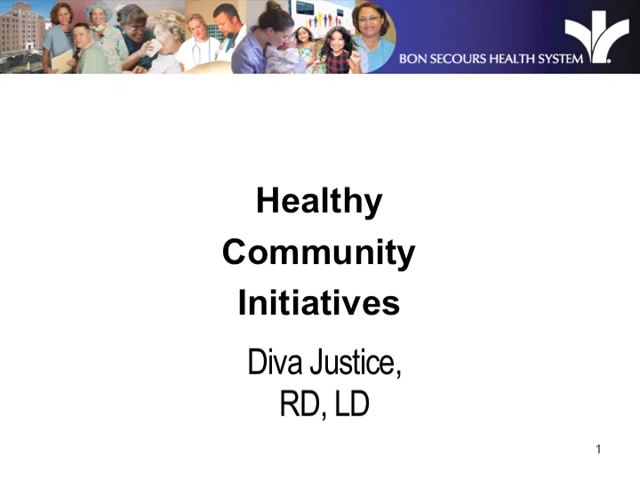 BON SECOURS HEALTH SYSTEM
Healthy
Community
Initiatives
Diva Justice,
RD, LD
1